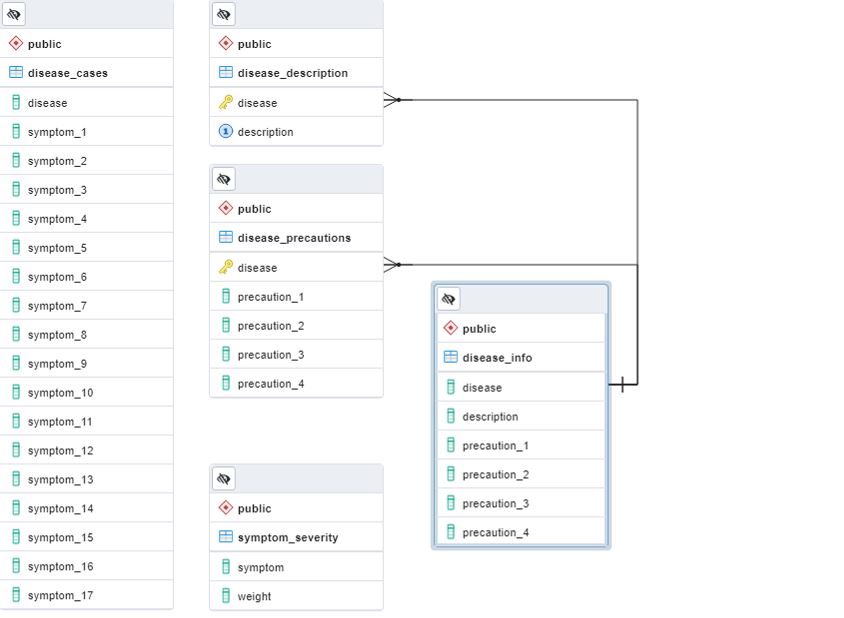 public
disease_cases
disease
symptom_1
symptom_2
symptom_3
symptom_4
symptom_5
symptom_6
symptom_7
symptom_8
symptom_9
symptom_10
symptom_11
symptom_12
symptom_13
symptom_14
symptom_15
symptom_16
symptom_17
public
disease_description
disease
1 description
public
disease_precautions
disease
precaution_1
precaution_2
precaution_3
precaution_4
public
symptom_severity
symptom
weight
public
disease_info
disease
description
precaution_1
precaution_2
precaution_3
precaution_4